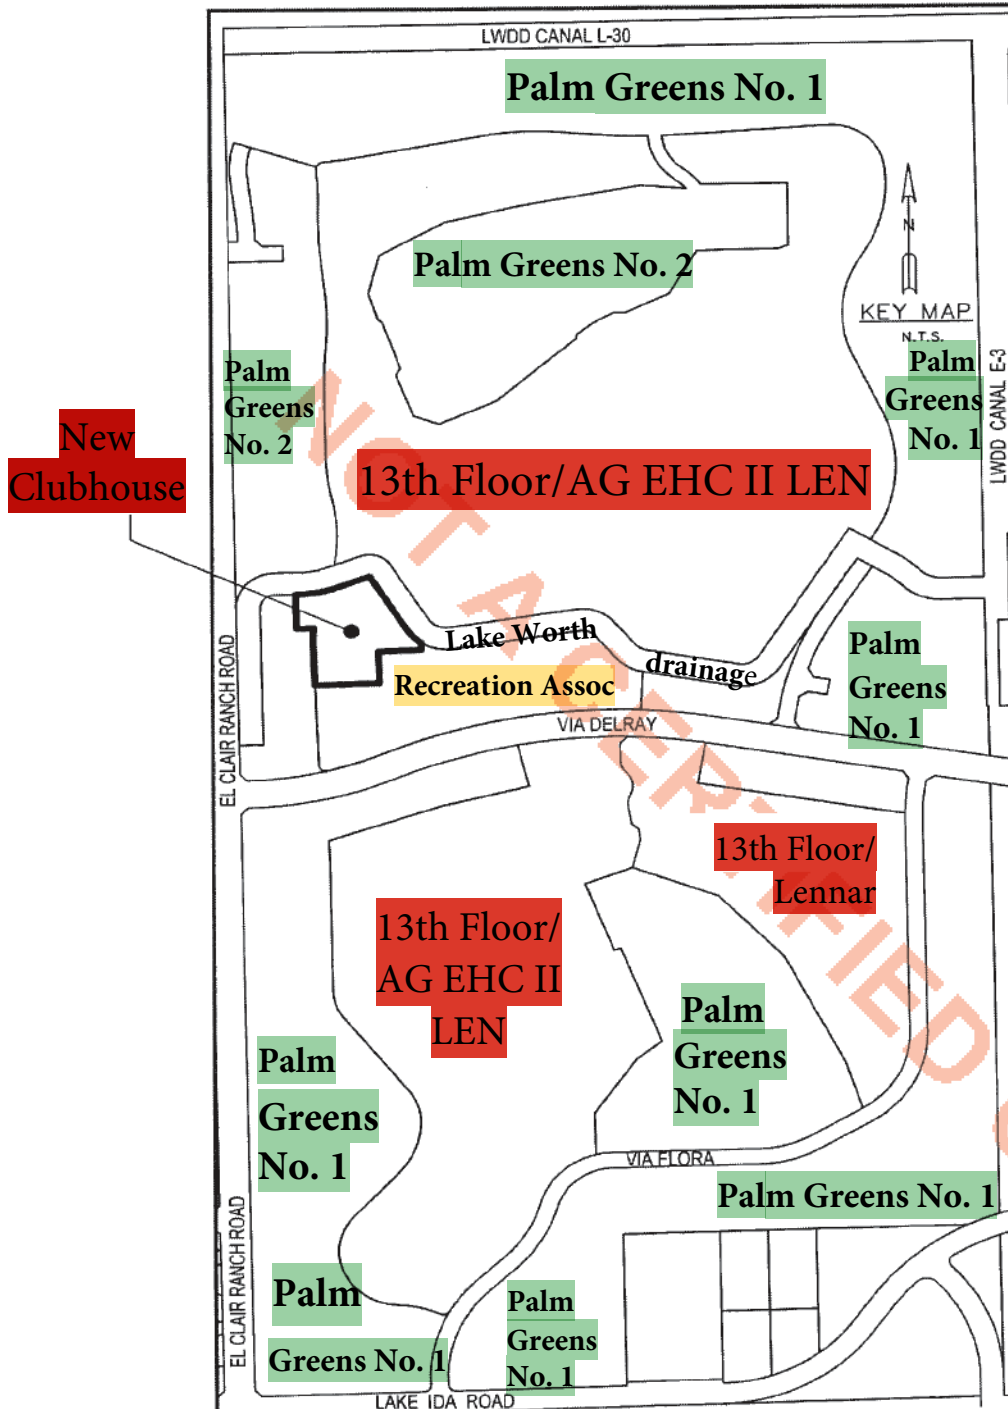 LWDD CANAL L-30
Palm Greens No. 1
N
Palm Greens No. 2
KEY MAP
N.T.S.
Palm
Greens
No. 2
Palm
Greens
No. 1
LWDD CANAL E-3
New
Clubhouse
13th Floor/AG EHC II LEN
Lake Worth
drainage
Recreation Assoc
Palm
Greens
No. 1
EL CLAIR RANCH ROAD
VIA DELRAY
13th Floor/
Lennar
13th Floor/
AG EHC II
LEN
Palm
Greens
No. 1
Palm
Greens
No. 1
VIA FLORA
Palm Greens No. 1
EL CLAIR RANCH ROAD
Palm
Greens No. 1
Palm
Greens
No. 1
LAKE IDA ROAD
NOT A CERTIFIED